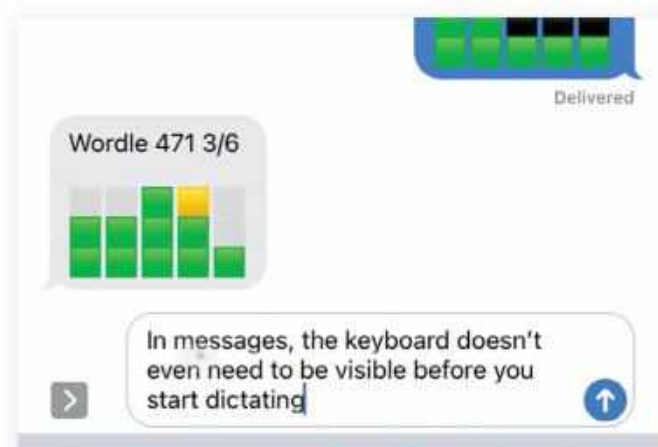 Delivered
Wordle 471 3/6
In messages, the keyboard doesn't
even need to be visible before you
start dictating